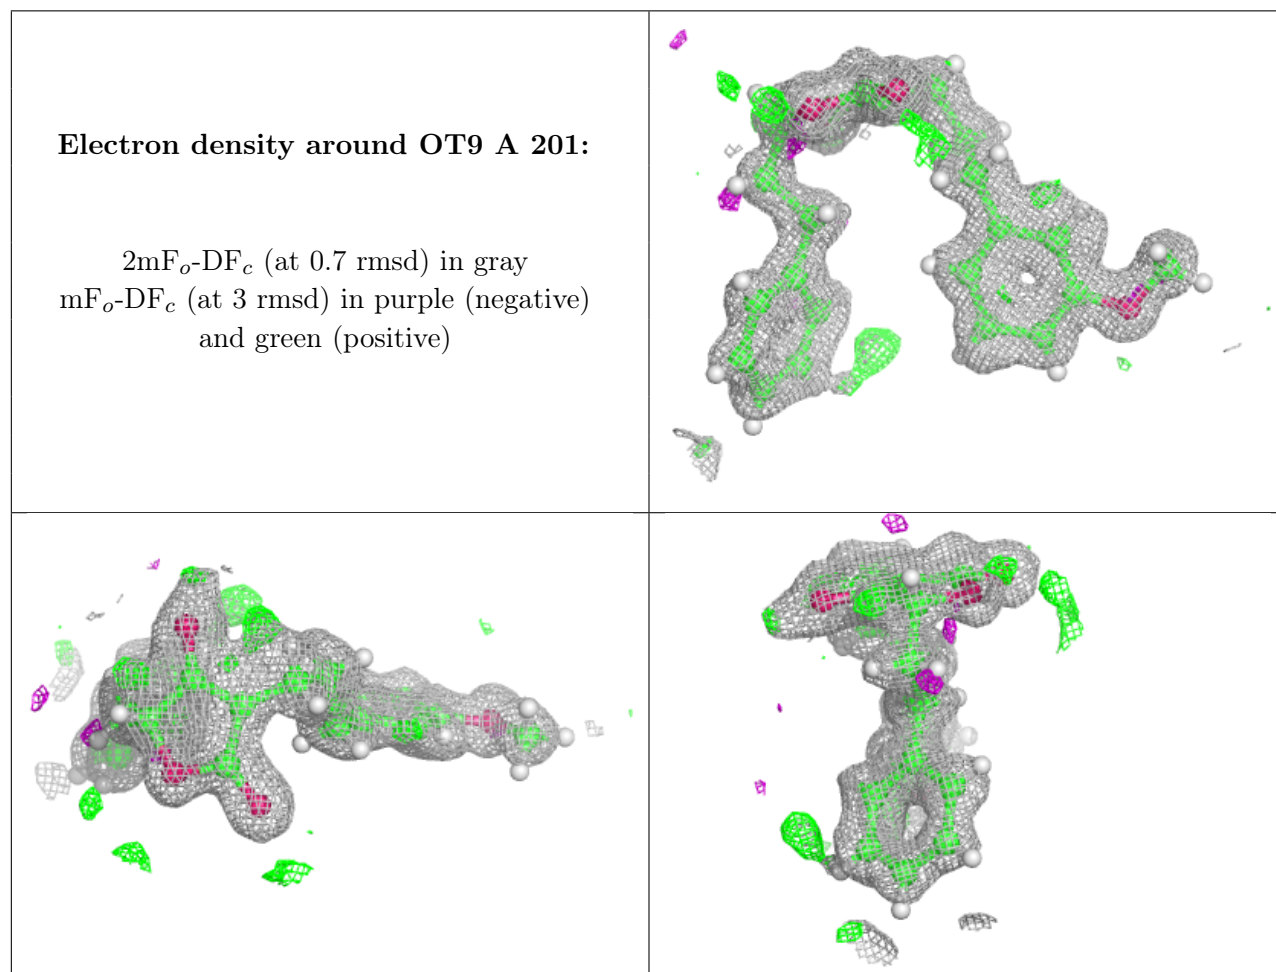 Electron density around OT9 A 201:
2mFo-DFc (at 0.7 rmsd) in gray
mFo-DFc (at 3 rmsd) in purple (negative)
and green (positive)